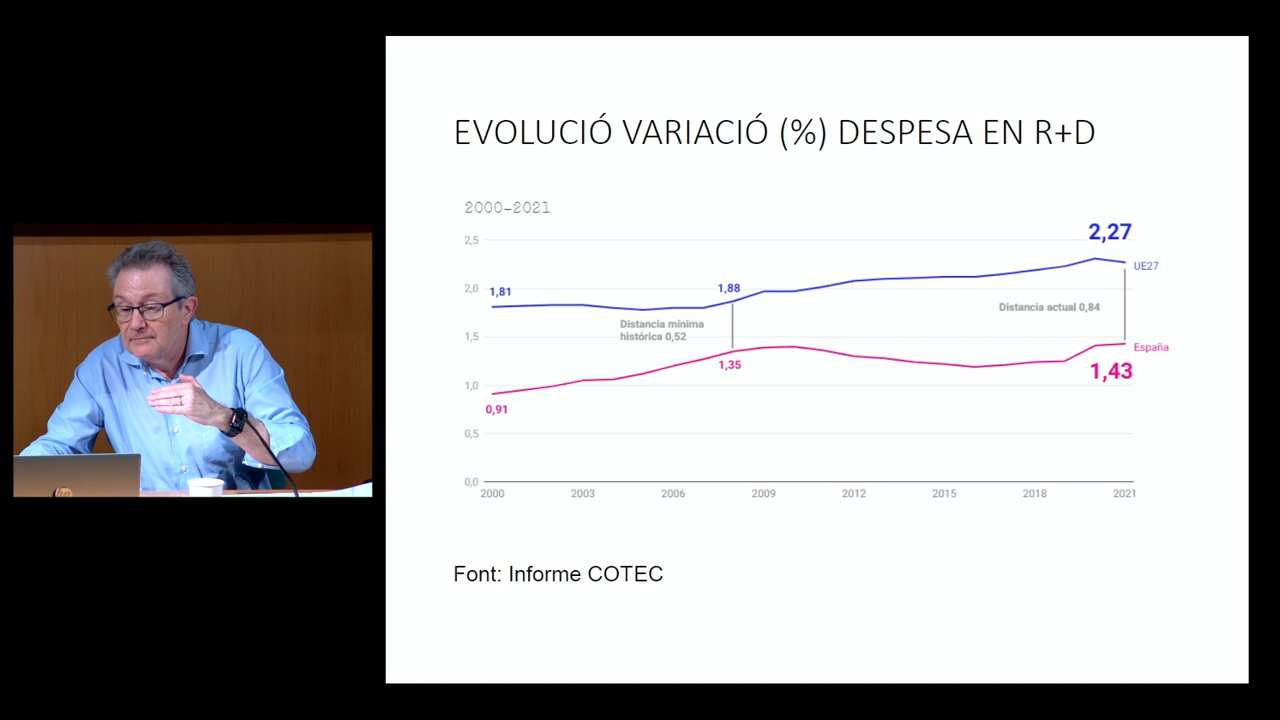 EVOLUCIÓ VARIACIÓ (%) DESPESA EN R+D
2000-2021
2,27
2,5
UE27
2,0
1,81
1,88
Distancia actual 0,84
Distancia mínima
histórica 0,52
1,5
España
1,35
1,43
1,0
0,91
0,5
0,0
2000 2003 2006 2009 2012 2015 2018 2021
Font: Informe COTEC
hp